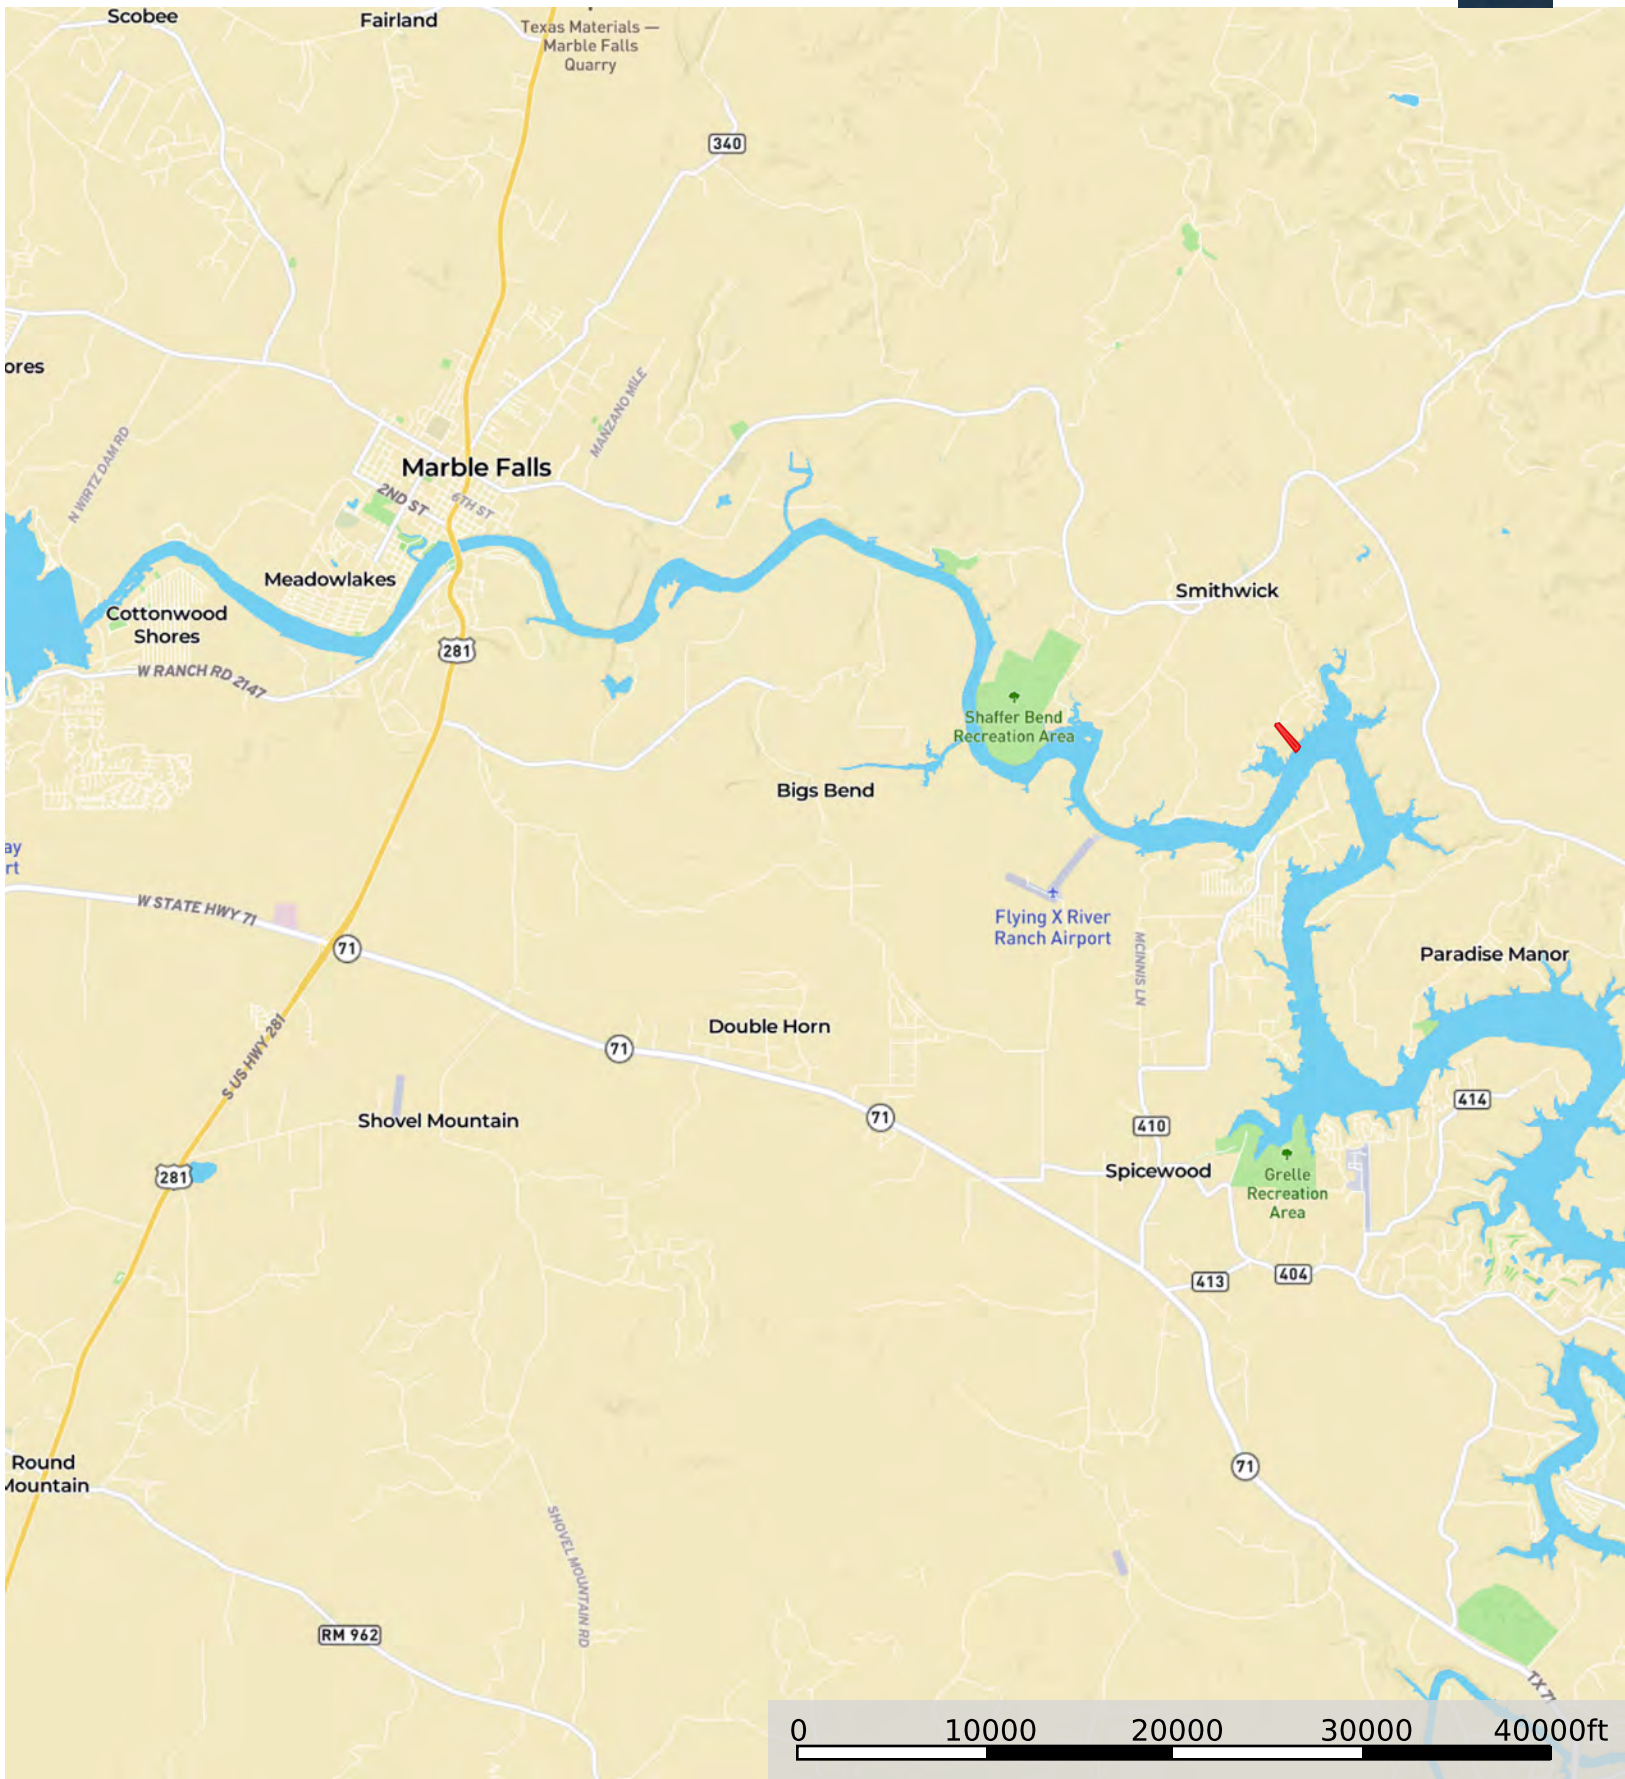 Scobee
Fairland
Texas Materials —
Marble Falls
Quarry
340
ores
N WIRTZ DAM RD
MANZANO MILE
Marble Falls
2ND ST
6TH ST
Meadowlakes
Cottonwood
Shores
W RANCH RD 2147
281
Smithwick
Shaffer Bend
Recreation Area
Bigs Bend
ay
rt
W STATE HWY 71
71
Flying X River
Ranch Airport
MCINNIS LN
Paradise Manor
S US HWY 281
71
Double Horn
Shovel Mountain
71
414
410
281
Spicewood
Grelle
Recreation
Area
413
404
Round
Mountain
71
SHOVEL MOUNTAIN RD
RM 962
TX 71
0 10000 20000 30000 40000ft